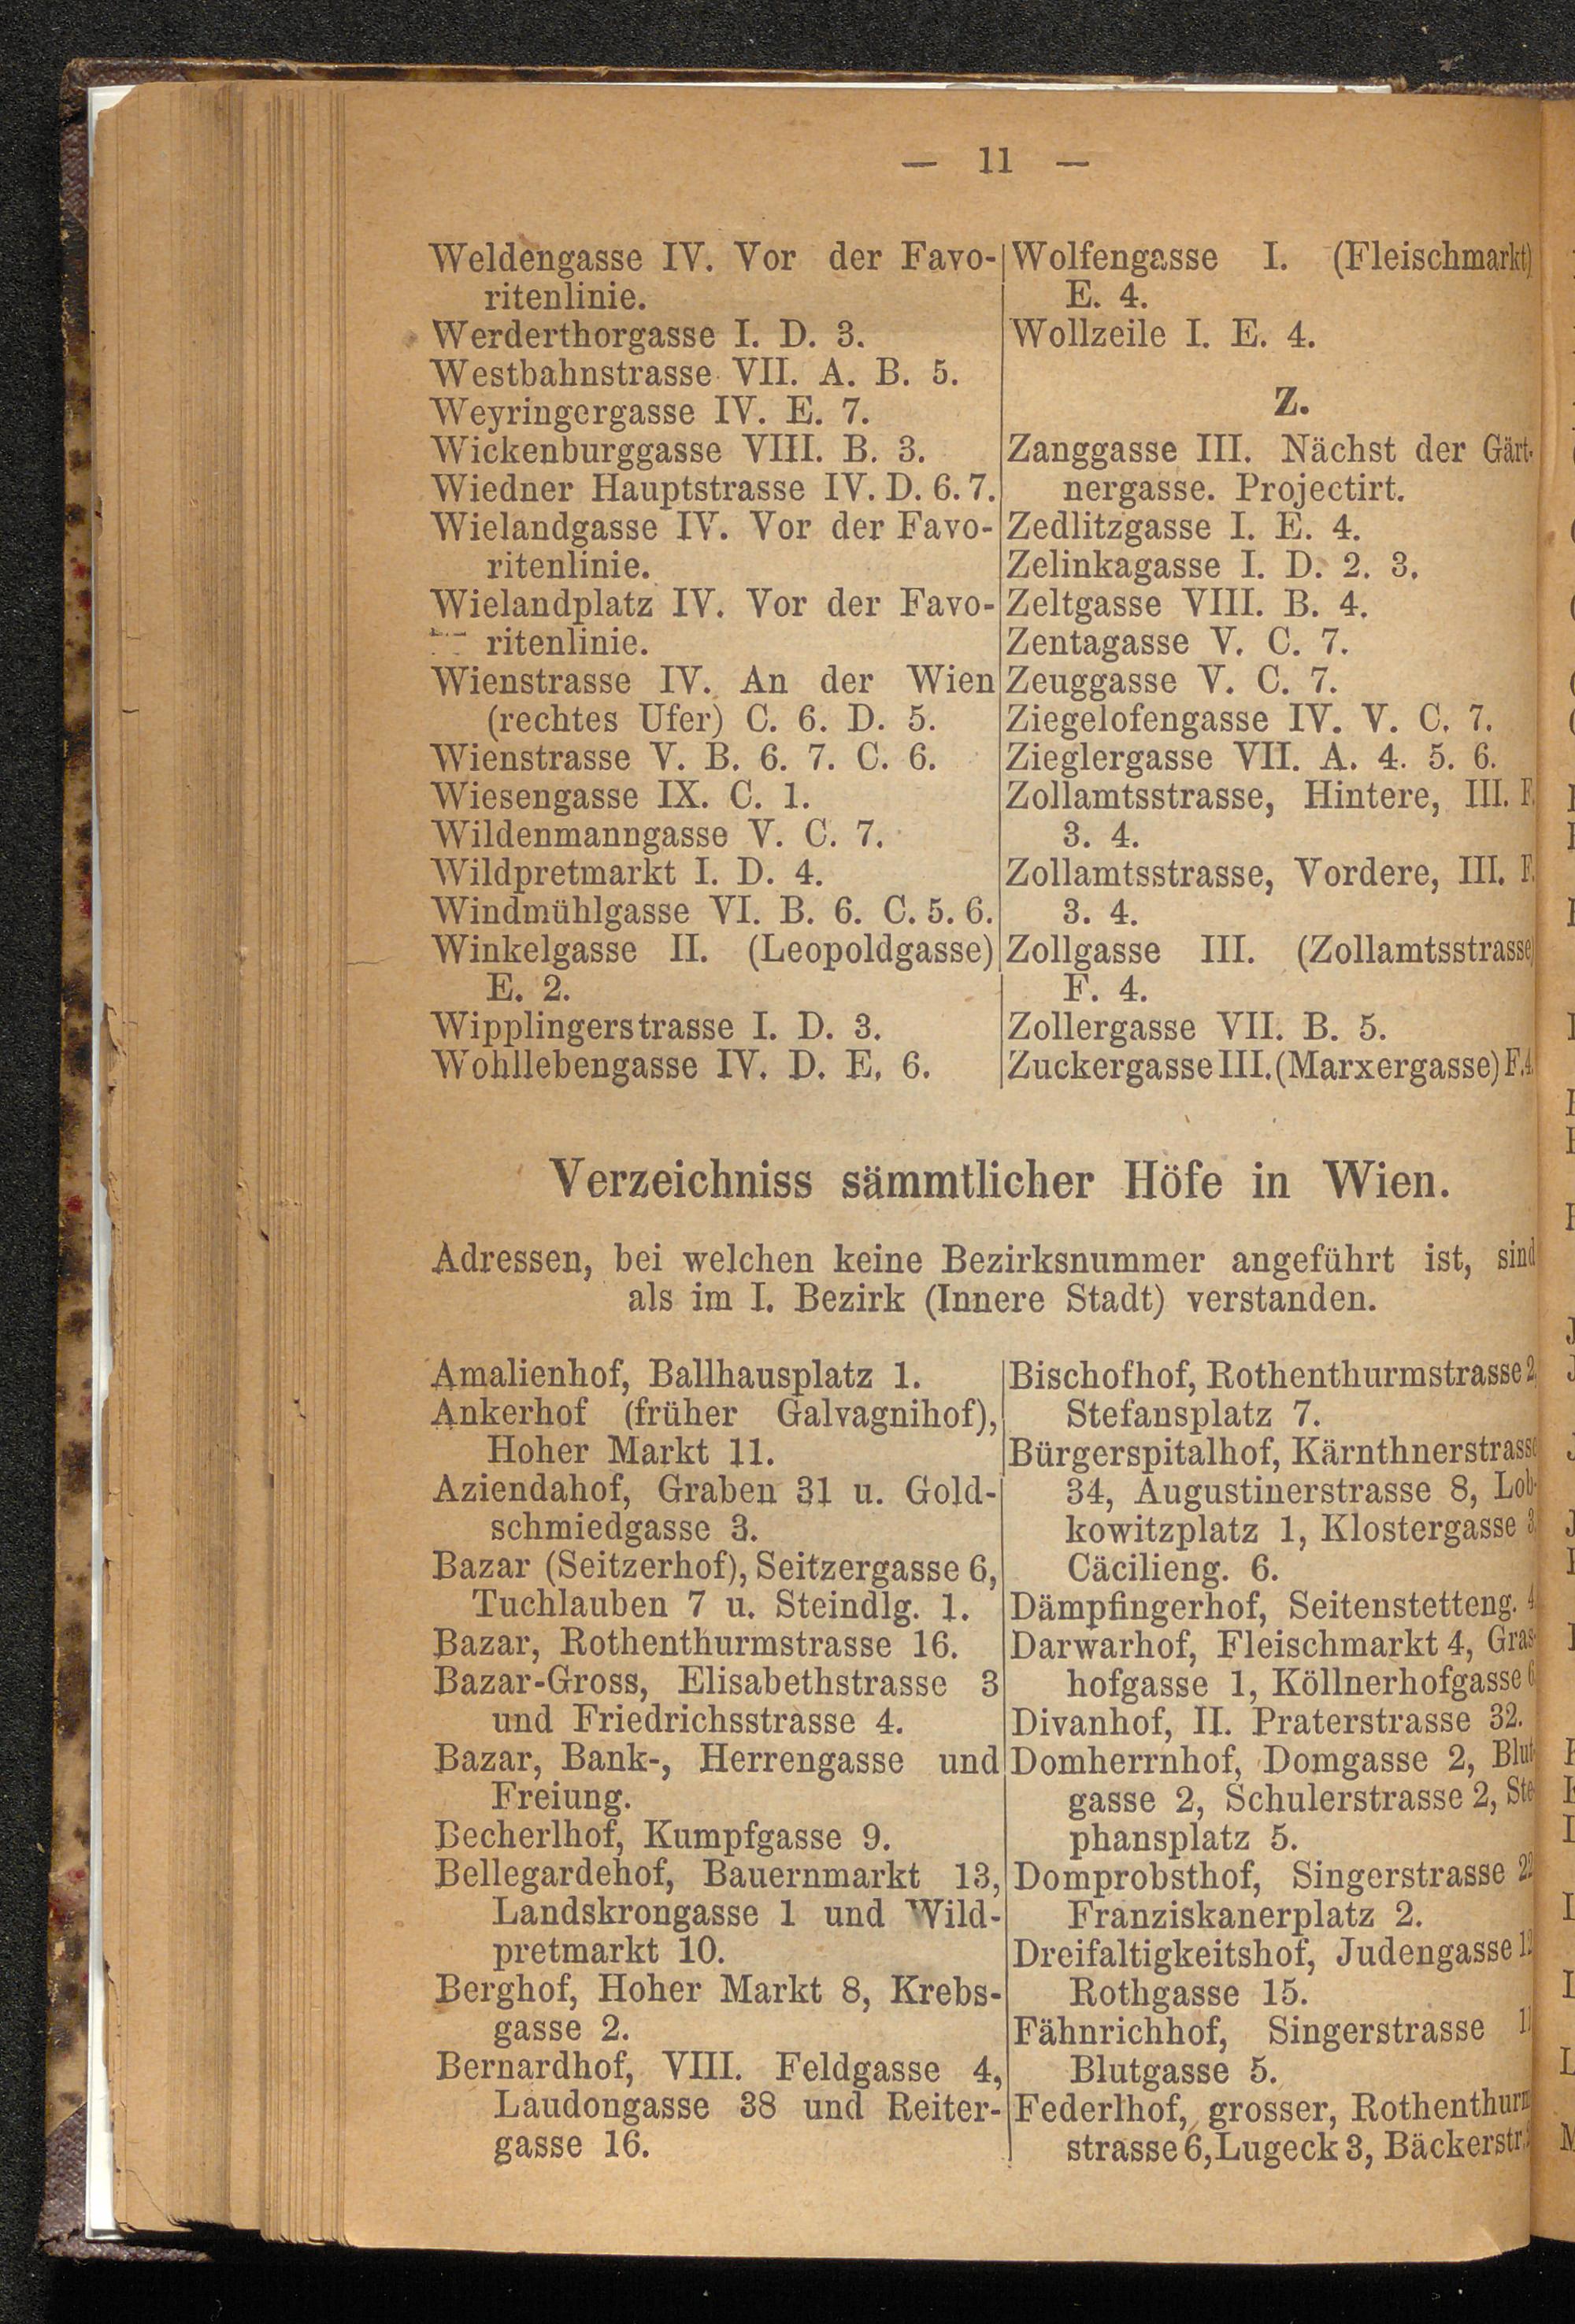 — 11 —
Weldengasse IV. Vor der Favo-
ritenlinie.
Werderthorgasse I. D. 3.
Westbahnstrasse VII. A. B. 5.
Weyringergasse IV. E. 7.
Wickenburggasse VIII. B. 3.
Wiedner Hauptstrasse IV. D. 6. 7.
Wielandgasse IV. Vor der Favo-
ritenlinie.
Wielandplatz IV. Vor der Favo-
ritenlinie.
Wienstrasse IV. An der Wien
(rechtes Ufer) C. 6. D. 5.
Wienstrasse V. B. 6. 7. C. 6.
Wiesengasse IX. C. 1.
Wildenmanngasse V. C. 7.
Wildpretmarkt I. D. 4.
Windmühlgasse VI. B. 6. C. 5. 6.
Winkelgasse II. (Leopoldgasse)
E. 2.
Wipplingerstrasse I. D. 3.
Wohllebengasse IV. D. E. 6.
Wolfengasse I. (Fleischmarkt)
E. 4.
Wollzeile I. E. 4.
Z.
Zanggasse III. Nächst der Gärt-
nergasse. Projectirt.
Zedlitzgasse I. E. 4.
Zelinkagasse I. D. 2. 3.
Zeltgasse VIII. B. 4.
Zentagasse V. C. 7.
Zeuggasse V. C. 7.
Ziegelofengasse IV. V. C. 7.
Zieglergasse VII. A. 4. 5. 6.
Zollamtsstrasse, Hintere, III. F.
3. 4.
Zollamtsstrasse, Vordere, III. F.
3. 4.
Zollgasse III. (Zollamtsstrasse)
F. 4.
Zollergasse VII. B. 5.
Zuckergasse III. (Marxergasse) F. 4.
Verzeichniss sämmtlicher Höfe in Wien.
Adressen, bei welchen keine Bezirksnummer angeführt ist, sind
als im I. Bezirk (Innere Stadt) verstanden.
Amalienhof, Ballhausplatz 1.
Ankerhof (früher Galvagnihof),
Hoher Markt 11.
Aziendahof, Graben 31 u. Gold-
schmiedgasse 3.
Bazar (Seitzerhof), Seitzergasse 6,
Tuchlauben 7 u. Steindlg. 1.
Bazar, Rothenthurmstrasse 16.
Bazar-Gross, Elisabethstrasse 3
und Friedrichsstrasse 4.
Bazar, Bank-, Herrengasse und
Freiung.
Becherlhof, Kumpfgasse 9.
Bellegardehof, Bauernmarkt 13,
Landskrongasse 1 und Wild-
pretmarkt 10.
Berghof, Hoher Markt 8, Krebs-
gasse 2.
Bernardhof, VIII. Feldgasse 4,
Laudongasse 38 und Reiter-
gasse 16.
Bischofhof, Rothenthurmstrasse 2,
Stefansplatz 7.
Bürgerspitalhof, Kärnthnerstrasse
34, Augustinerstrasse 8, Lob-
kowitzplatz 1, Klostergasse 3,
Cäcilieng. 6.
Dämpfingerhof, Seitenstetteng. 4
Darwarhof, Fleischmarkt 4, Gras-
hofgasse 1, Köllnerhofgasse 6
Divanhof, II. Praterstrasse 32.
Domherrnhof, Domgasse 2, Blut-
gasse 2, Schulerstrasse 2, Ste-
phansplatz 5.
Domprobsthof, Singerstrasse 22
Franziskanerplatz 2.
Dreifaltigkeitshof, Judengasse 12
Rothgasse 15.
Fähnrichhof, Singerstrasse 11
Blutgasse 5.
Federlhof, grosser, Rothenthurm
strasse 6, Lugeck 3, Bäckerstr.